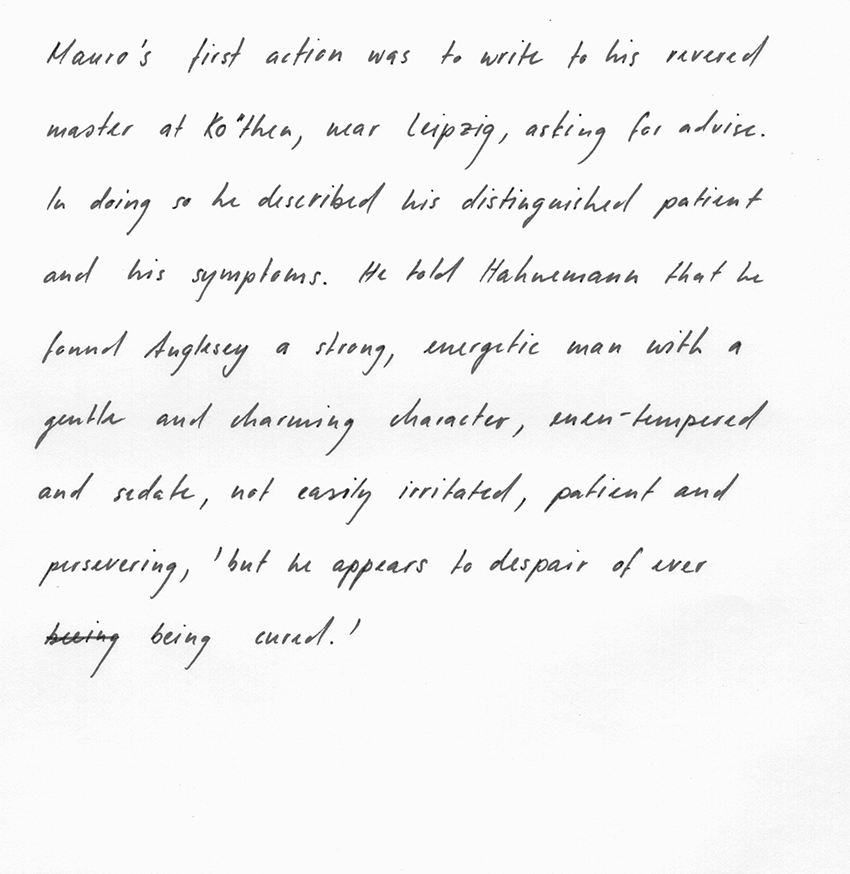 Mauro's first action was to write to his revered
master at Ko"then, near Leipzig, asking for advise.
In doing so he described his distinguished patient
and his symptoms. He told Hahnemann that he
found Anglesey a strong, energetic man with a
gentle and charming character, even-tempered
and sedate, not easily irritated, patient and
persevering, 'but he appears to despair of ever
beeing being cured.'